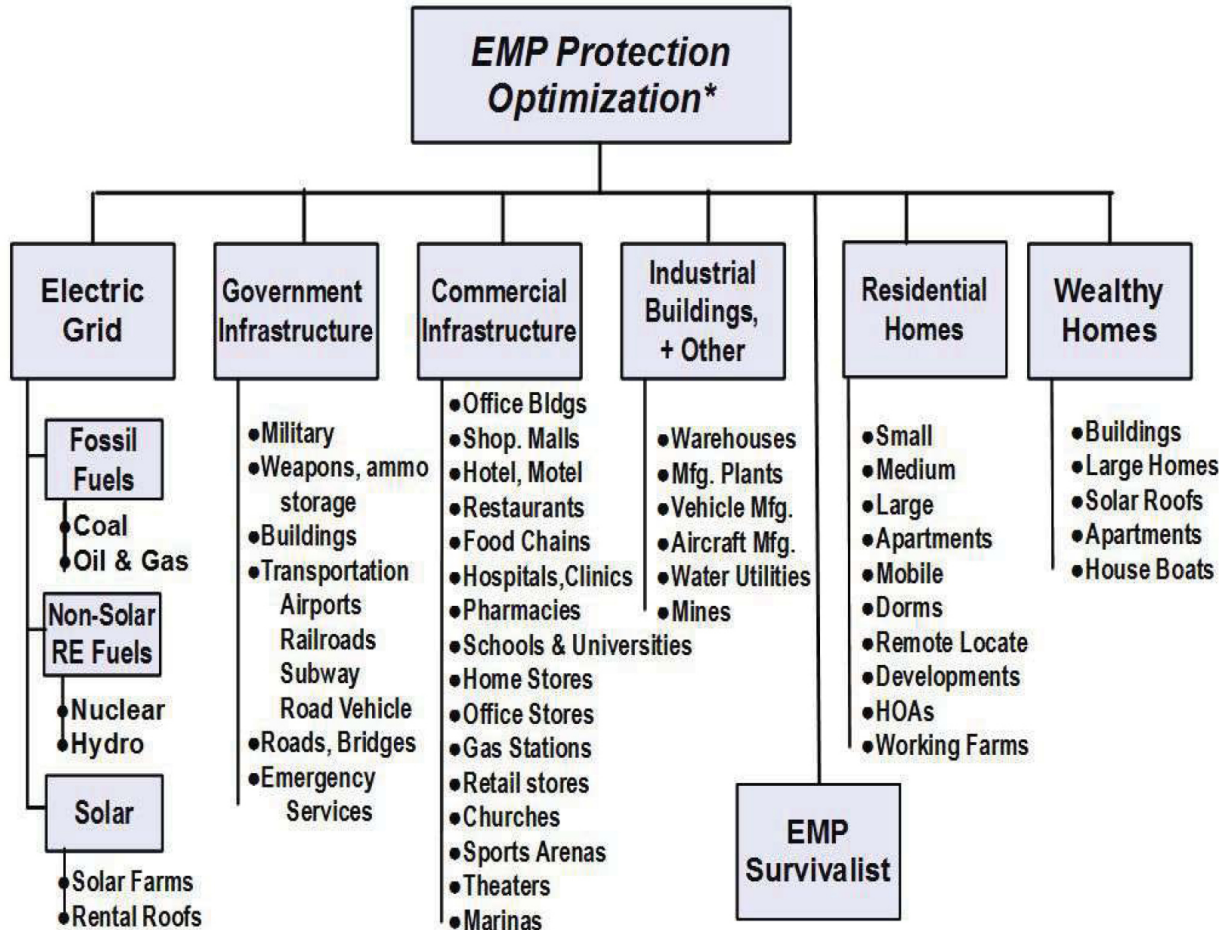 EMP Protection
Optimization*
Electric
Grid
Fossil
Fuels
●Coal
●Oil & Gas
Non-Solar
RE Fuels
●Nuclear
●Hydro
Solar
●Solar Farms
●Rental Roofs
Government
Infrastructure
●Military
●Weapons, ammo
storage
●Buildings
●Transportation
Airports
Railroads
Subway
Road Vehicle
●Roads, Bridges
●Emergency
Services
Commercial
Infrastructure
●Office Bldgs
●Shop. Malls
●Hotel, Motel
●Restaurants
●Food Chains
●Hospitals,Clinics
●Pharmacies
●Schools & Universities
●Home Stores
●Office Stores
●Gas Stations
●Retail stores
●Churches
●Sports Arenas
●Theaters
●Marinas
Industrial
Buildings,
+ Other
●Warehouses
●Mfg. Plants
●Vehicle Mfg.
●Aircraft Mfg.
●Water Utilities
●Mines
EMP
Survivalist
Residential
Homes
●Small
●Medium
●Large
●Apartments
●Mobile
●Dorms
●Remote Locate
●Developments
●HOAs
●Working Farms
Wealthy
Homes
●Buildings
●Large Homes
●Solar Roofs
●Apartments
●House Boats